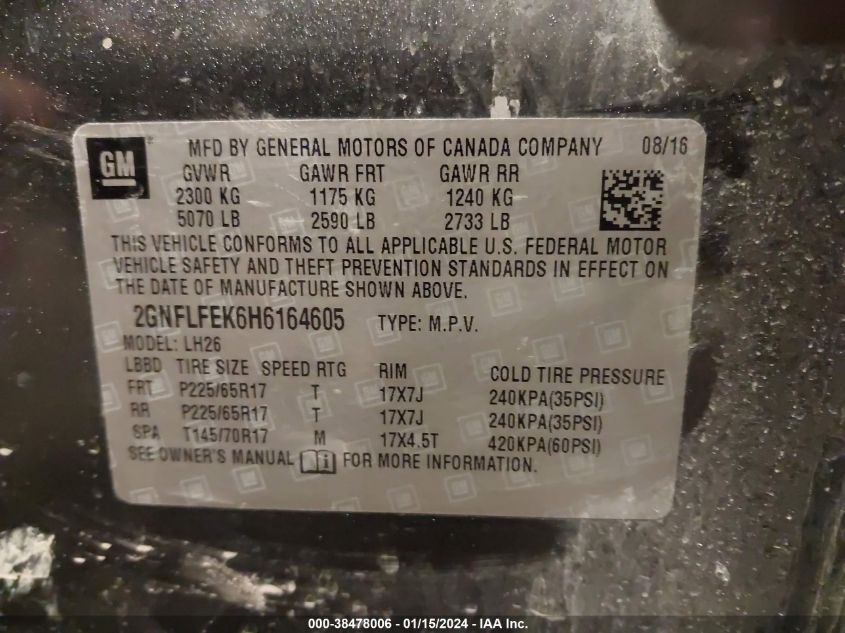 GM
MFD BY GENERAL MOTORS OF CANADA COMPANY 08/16
GVWR GAWR FRT GAWR RR
2300 KG 1175 KG 1240 KG
5070 LB 2590 LB 2733 LB
THIS VEHICLE CONFORMS TO ALL APPLICABLE U.S. FEDERAL MOTOR
VEHICLE SAFETY AND THEFT PREVENTION STANDARDS IN EFFECT ON
THE DATE OF MANUFACTURE SHOWN ABOVE.
2GNFLFEK6H6164605 TYPE: M.P.V.
MODEL: LH26
LBBD TIRE SIZE SPEED RTG RIM COLD TIRE PRESSURE
FRT P225/65R17 T 17X7J 240KPA(35PSI)
RR P225/65R17 T 17X7J 240KPA(35PSI)
SPA T145/70R17 M 17X4.5T 420KPA(60PSI)
SEE OWNER'S MANUAL FOR MORE INFORMATION.
000-38478006 - 01/15/2024 - IAA Inc.